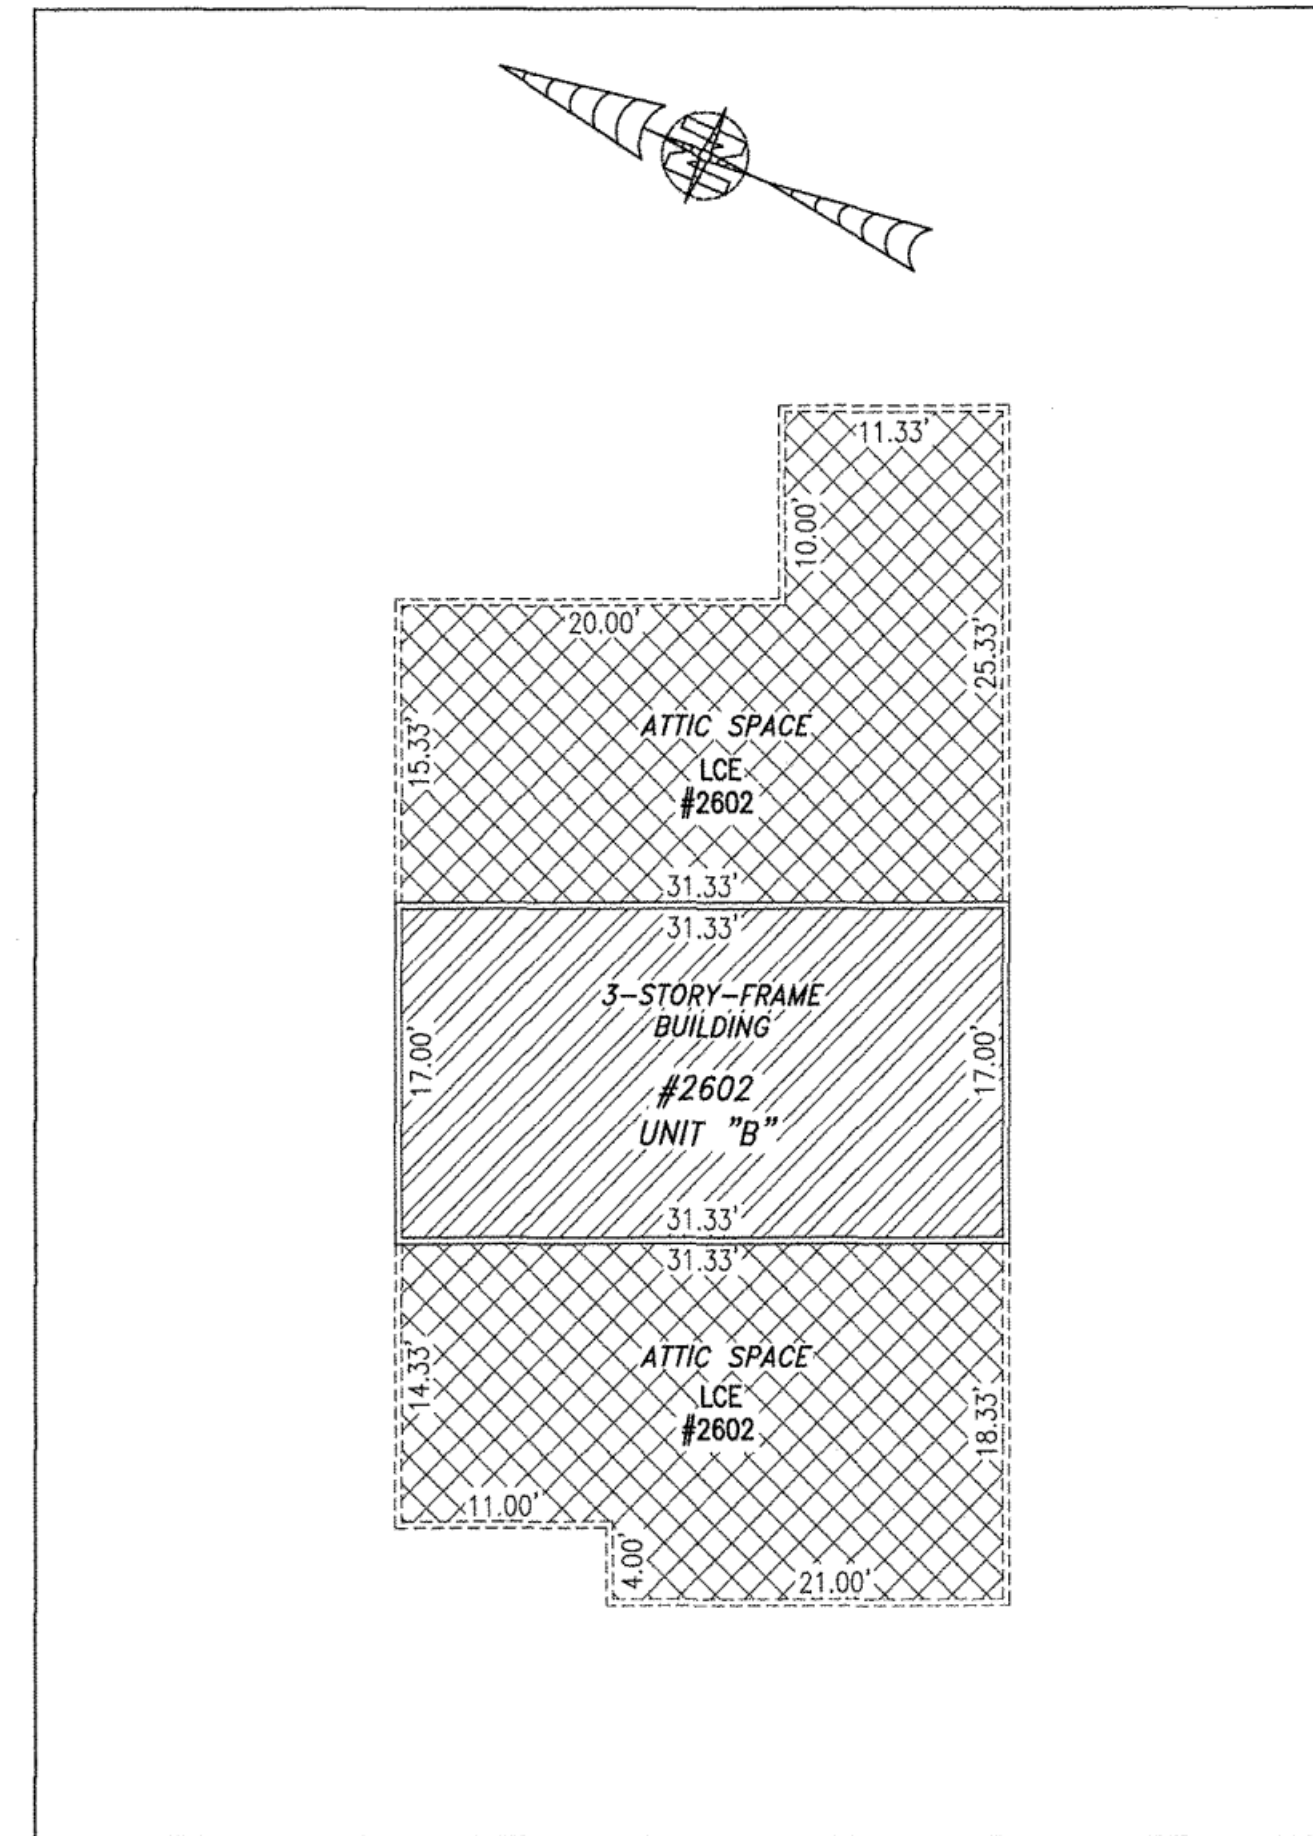 N
11.33'
10.00'
20.00'
25.33'
15.33'
ATTIC SPACE
LCE
#2602
31.33'
31.33'
3-STORY-FRAME
BUILDING
17.00'
17.00'
#2602
UNIT "B"
31.33'
31.33'
ATTIC SPACE
LCE
#2602
14.33'
18.33'
11.00'
4.00'
21.00'